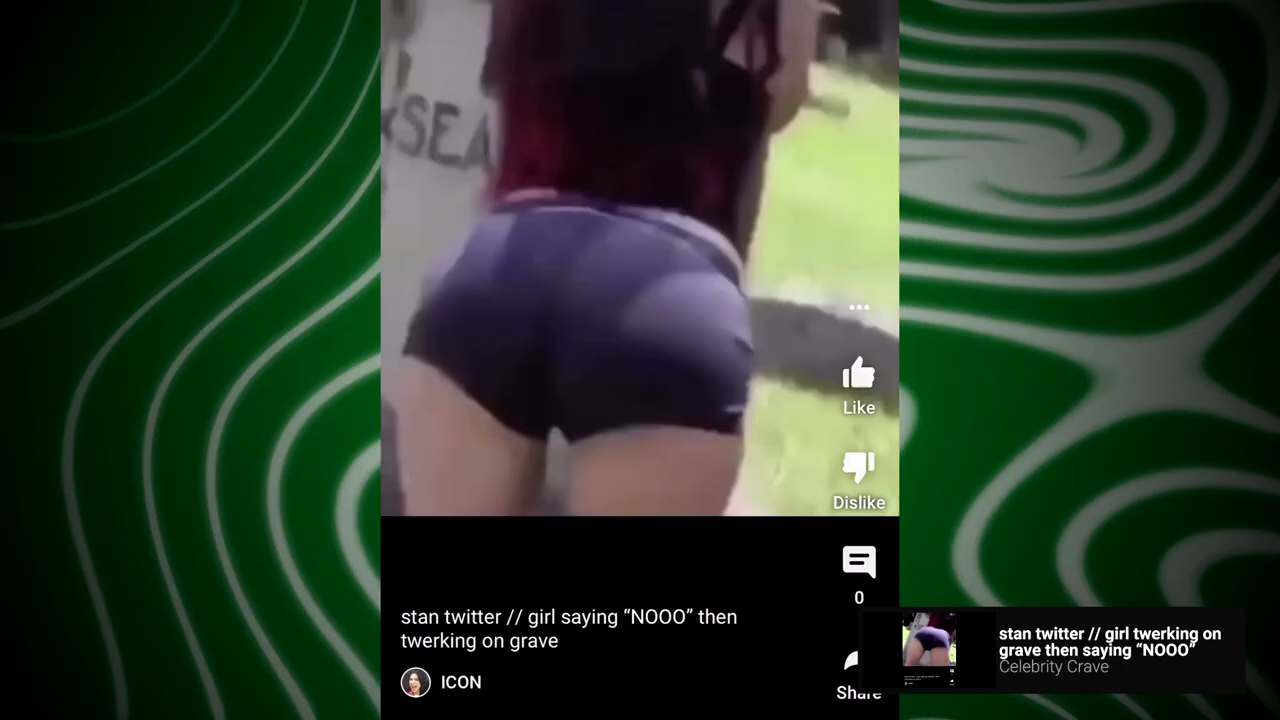 SEA
Like
Dislike
0
stan twitter // girl saying “NOOO” then
twerking on grave
ICON
Share
stan twitter // girl twerking on
grave then saying “NOOO”
Celebrity Crave